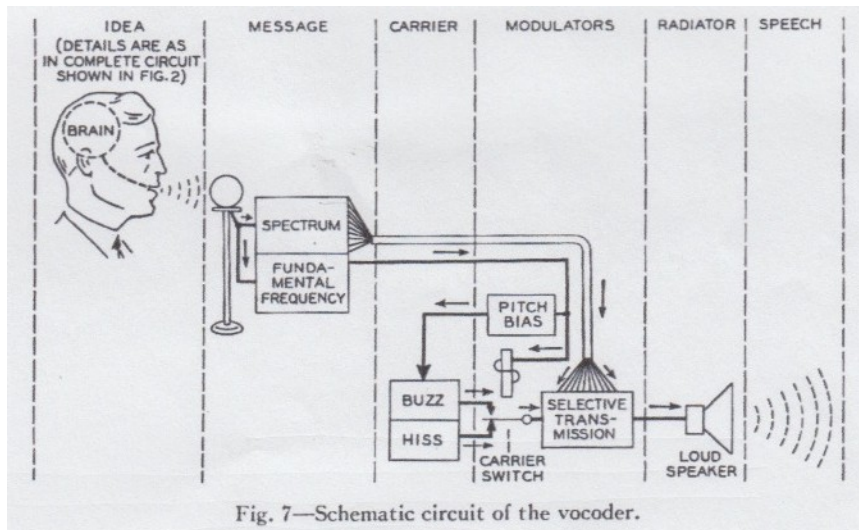 IDEA
(DETAILS ARE AS
IN COMPLETE CIRCUIT
SHOWN IN FIG.2)
MESSAGE
CARRIER
MODULATORS
RADIATOR
SPEECH
BRAIN
SPECTRUM
FUNDA-
MENTAL
FREQUENCY
PITCH
BIAS
BUZZ
HISS
CARRIER
SWITCH
SELECTIVE
TRANS-
MISSION
LOUD
SPEAKER
Fig. 7—Schematic circuit of the vocoder.